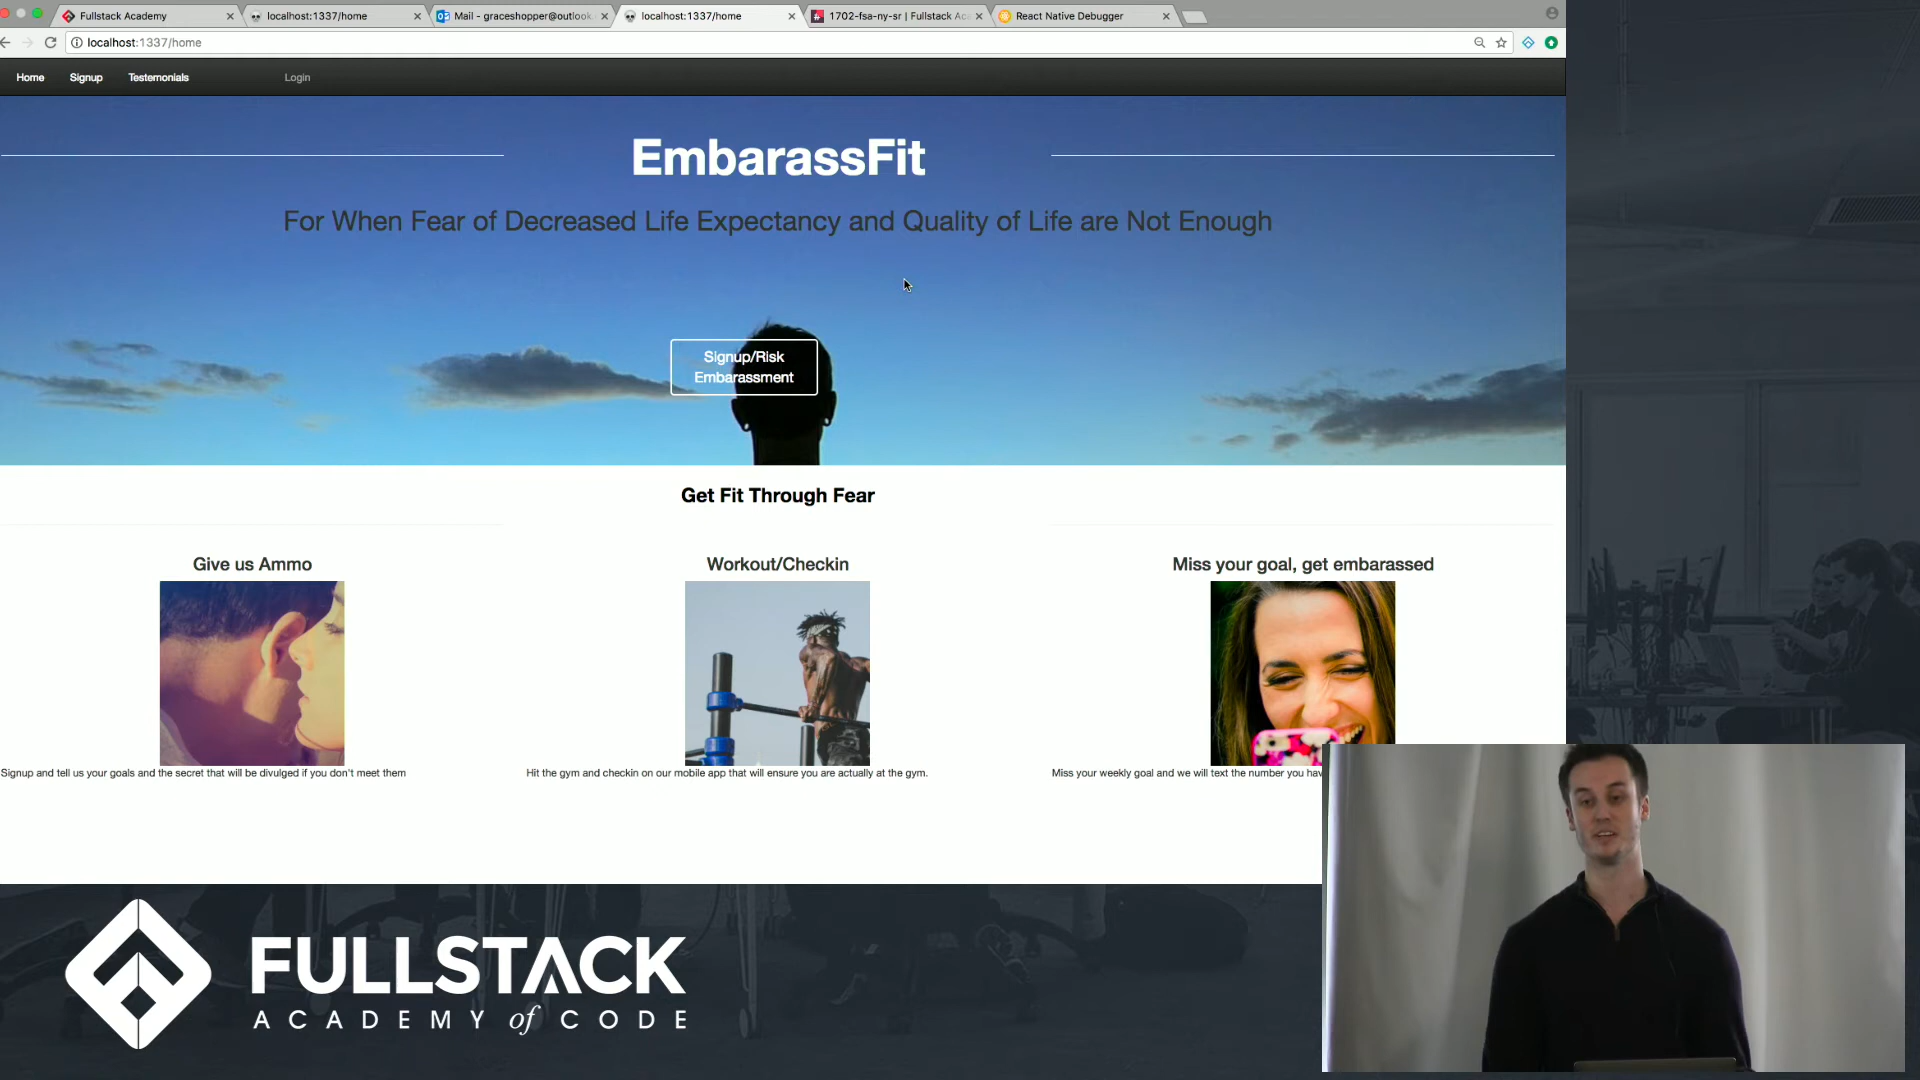 Fullstack Academy
localhost:1337/home
Mail - graceshopper@outlook.
localhost:1337/home
1702-fsa-ny-sr | Fullstack Aca
React Native Debugger
localhost:1337/home
Home
Signup
Testemonials
Login
EmbarassFit
For When Fear of Decreased Life Expectancy and Quality of Life are Not Enough
Signup/Risk
Embarassment
Get Fit Through Fear
Give us Ammo
Workout/Checkin
Miss your goal, get embarassed
Signup and tell us your goals and the secret that will be divulged if you don't meet them
Hit the gym and checkin on our mobile app that will ensure you are actually at the gym.
Miss your weekly goal and we will text the number you hav
FULLSTACK
ACADEMY of CODE